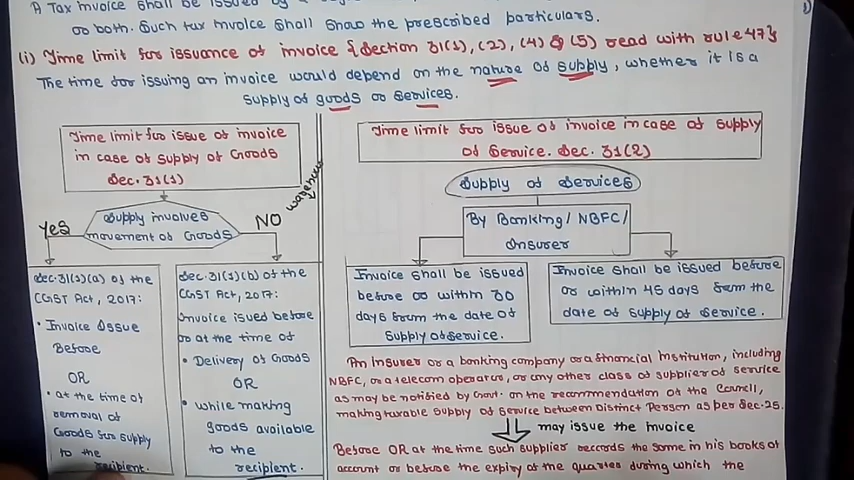 A Tax invoice shall be issued by a
or both. Such tax invoice shall show the prescribed particulars.
(i) Time limit for issuance of invoice {Section 31(1), (2), (4) & (5) read with rule 47}
The time for issuing an invoice would depend on the nature of supply, whether it is a
supply of goods or services.
Time limit for issue of invoice
in case of supply of Goods
Sec. 31(1)
Supply involves
movement of Goods
Yes
NO
Sec. 31(1)(a) of the
CGST Act, 2017:
• Invoice Issue
Before
OR
• at the time of
removal of
Goods for supply
to the
recipient.
Sec. 31(1)(b) of the
CGST Act, 2017:
Invoice issued before
or at the time of
• Delivery of Goods
OR
• while making
goods available
to the
recipient.
Time limit for issue of invoice in case of supply
of Service. Sec. 31(2)
Supply of Services
By Banking/ NBFC/
Insurer
Invoice shall be issued
before or within 30
days from the date of
Supply of Service.
Invoice shall be issued before
or within 45 days from the
date of supply of service.
An Insurer or a banking company or a financial Institution, including
NBFC, or a telecom operator, or any other class of supplier of service
as may be notified by Govt. on the recommendation of the Council,
making taxable supply of service between Distinct Person as per Sec-25.
may issue the invoice
Before OR at the time such supplier records the same in his books of
account or before the expiry of the quarter during which the